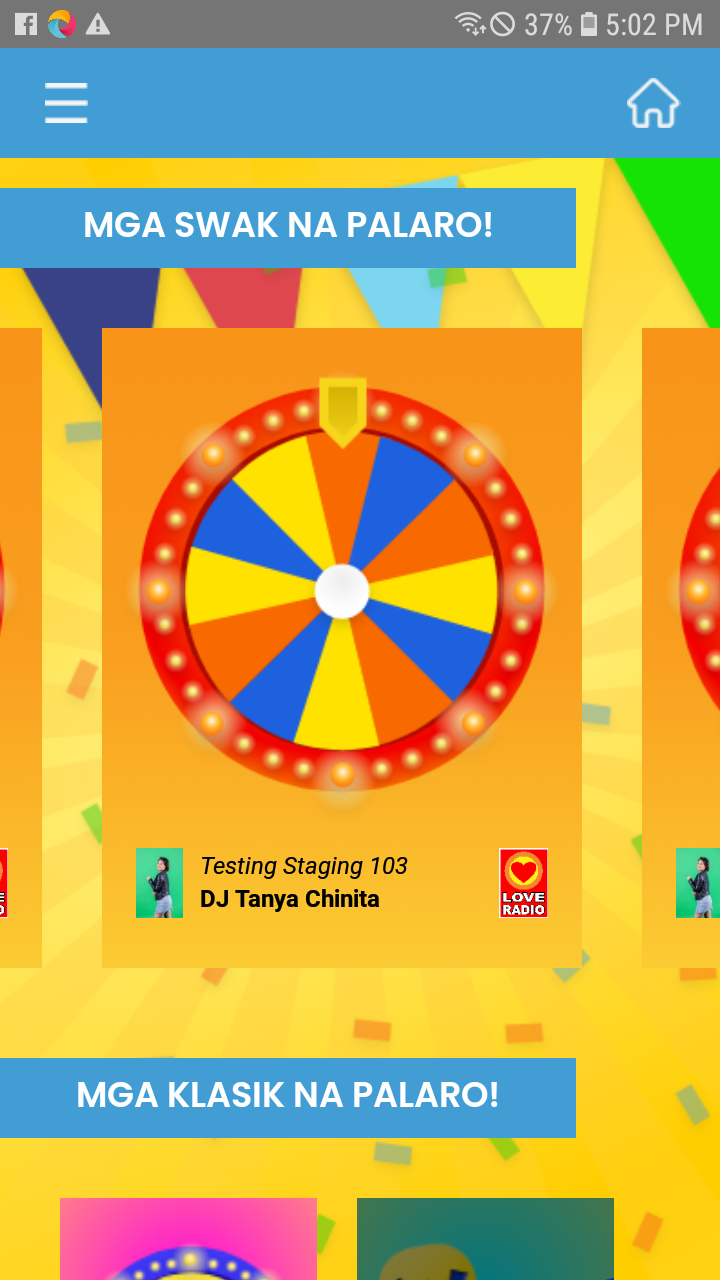 37% 5:02 PM
MGA SWAK NA PALARO!
Testing Staging 103
DJ Tanya Chinita
LOVE
RADIO
MGA KLASIK NA PALARO!